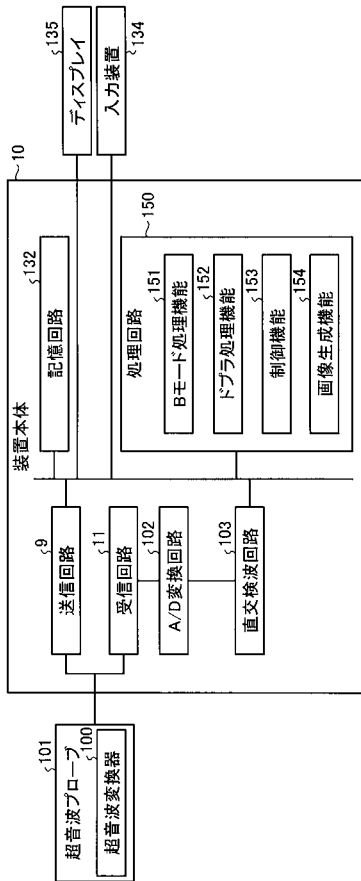 101
超音波プローブ
100
超音波変換器
10
装置本体
9
送信回路
11
受信回路
102
A/D変換回路
103
直交検波回路
132
記憶回路
150
処理回路
151
Bモード処理機能
152
ドプラ処理機能
153
制御機能
154
画像生成機能
135
ディスプレイ
134
入力装置